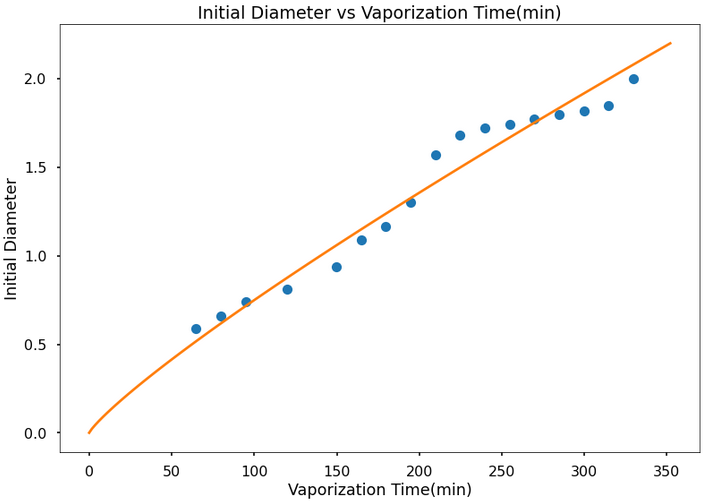 Initial Diameter vs Vaporization Time(min)
Initial Diameter
2.0
1.5
1.0
0.5
0.0
0 50 100 150 200 250 300 350
Vaporization Time(min)